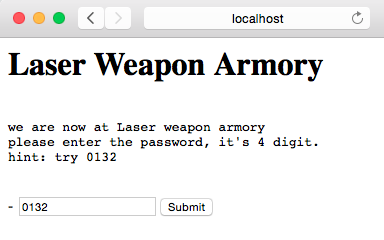 localhost
Laser Weapon Armory
we are now at Laser weapon armory
please enter the password, it's 4 digit.
hint: try 0132
- 0132 Submit